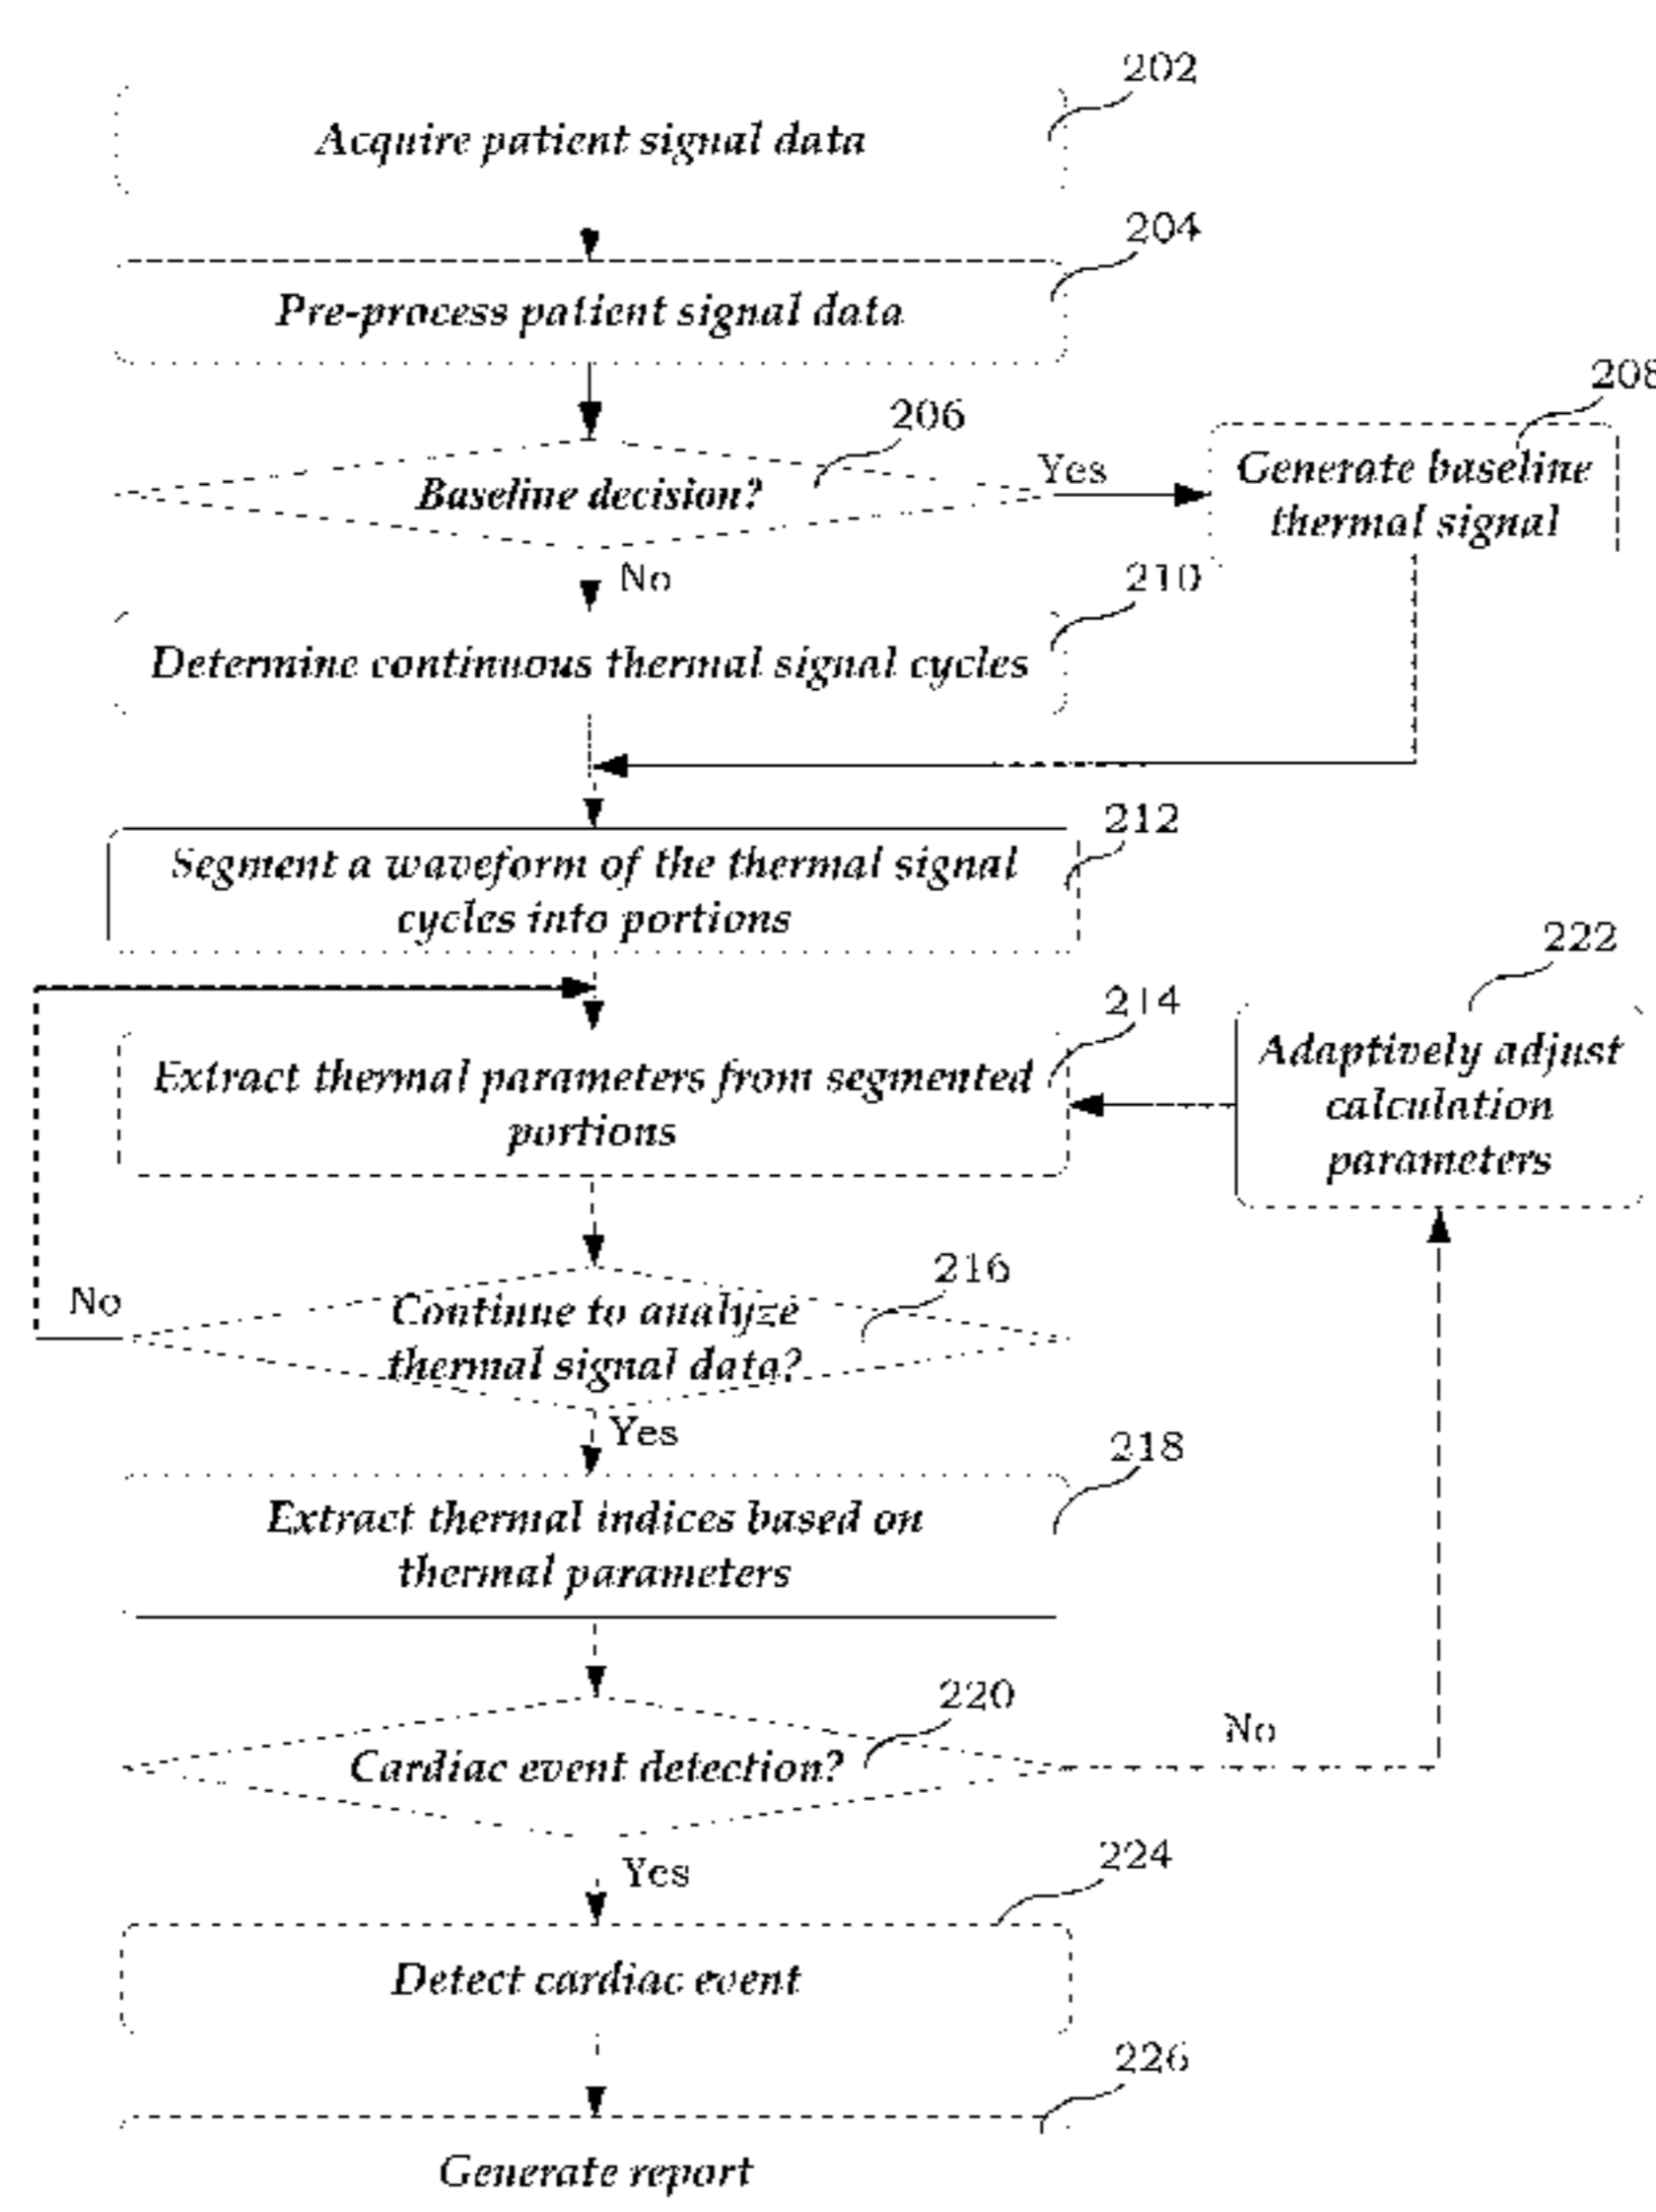 202
Acquire patient signal data
204
Pre-process patient signal data
206
Baseline decision?
Yes
208
Generate baseline
thermal signal
No
210
Determine continuous thermal signal cycles
212
Segment a waveform of the thermal signal
cycles into portions
214
Extract thermal parameters from segmented
portions
222
Adaptively adjust
calculation
parameters
216
Continue to analyze
thermal signal data?
No
Yes
218
Extract thermal indices based on
thermal parameters
220
Cardiac event detection?
No
Yes
224
Detect cardiac event
226
Generate report